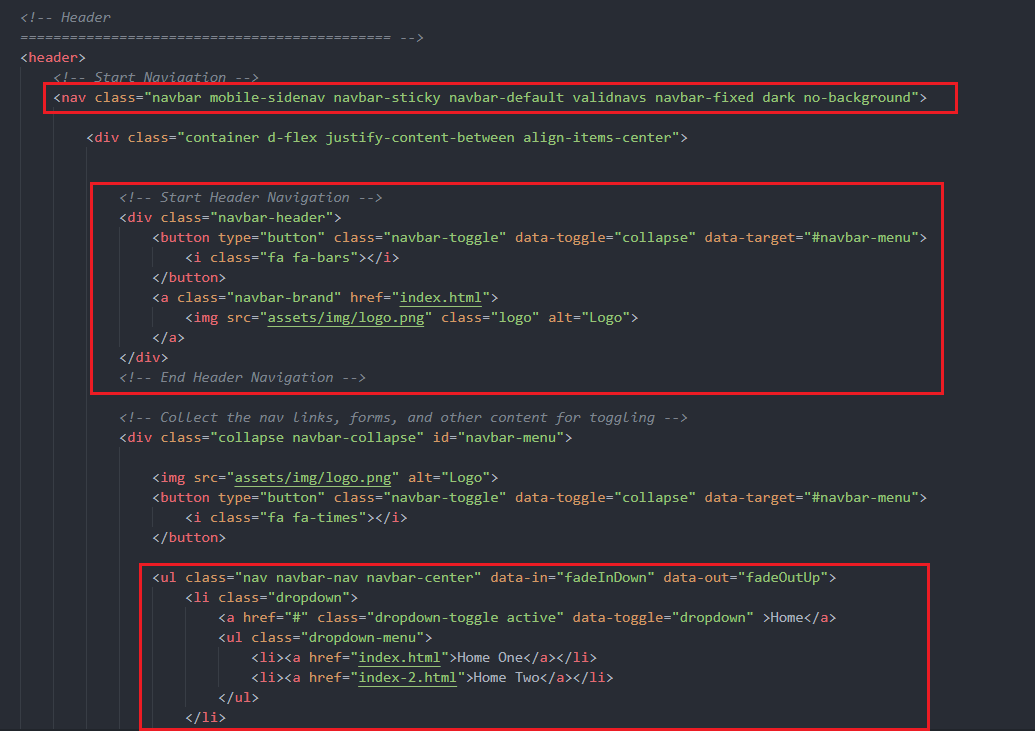 <!-- Header
============================================= -->
<header>
<!-- Start Navigation -->
<nav class="navbar mobile-sidenav navbar-sticky navbar-default validnavs navbar-fixed dark no-background">
<div class="container d-flex justify-content-between align-items-center">
<!-- Start Header Navigation -->
<div class="navbar-header">
<button type="button" class="navbar-toggle" data-toggle="collapse" data-target="#navbar-menu">
<i class="fa fa-bars"></i>
</button>
<a class="navbar-brand" href="index.html">
<img src="assets/img/logo.png" class="logo" alt="Logo">
</a>
</div>
<!-- End Header Navigation -->
<!-- Collect the nav links, forms, and other content for toggling -->
<div class="collapse navbar-collapse" id="navbar-menu">
<img src="assets/img/logo.png" alt="Logo">
<button type="button" class="navbar-toggle" data-toggle="collapse" data-target="#navbar-menu">
<i class="fa fa-times"></i>
</button>
<ul class="nav navbar-nav navbar-center" data-in="fadeInDown" data-out="fadeOutUp">
<li class="dropdown">
<a href="#" class="dropdown-toggle active" data-toggle="dropdown" >Home</a>
<ul class="dropdown-menu">
<li><a href="index.html">Home One</a></li>
<li><a href="index-2.html">Home Two</a></li>
</ul>
</li>